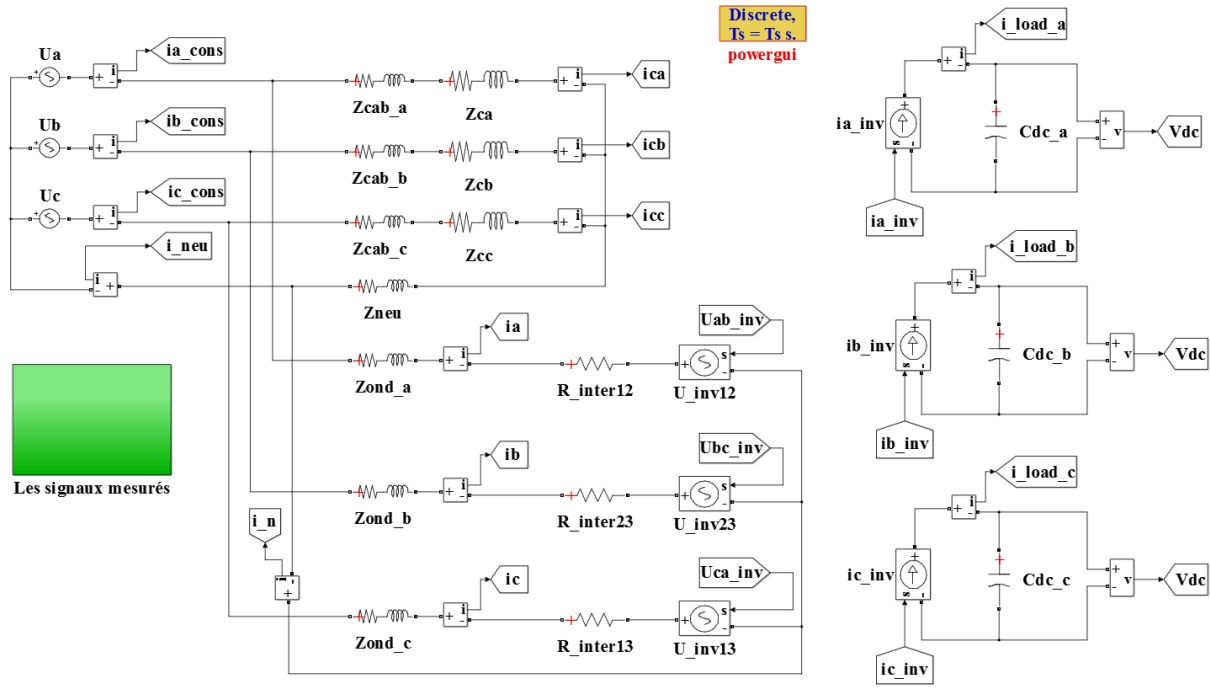 Discrete,
Ts = Ts s.
powergui
Ua
ia_cons
Zcab_a
Zca
ica
Ub
ib_cons
Zcab_b
Zcb
icb
Uc
ic_cons
Zcab_c
Zcc
icc
i_neu
Zneu
ia
Uab_inv
Zond_a
R_inter12
U_inv12
Les signaux mesurés
ib
Ubc_inv
Zond_b
R_inter23
U_inv23
i_n
ic
Uca_inv
Zond_c
R_inter13
U_inv13
i_load_a
ia_inv
Cdc_a
Vdc
ia_inv
i_load_b
ib_inv
Cdc_b
Vdc
ib_inv
i_load_c
ic_inv
Cdc_c
Vdc
ic_inv